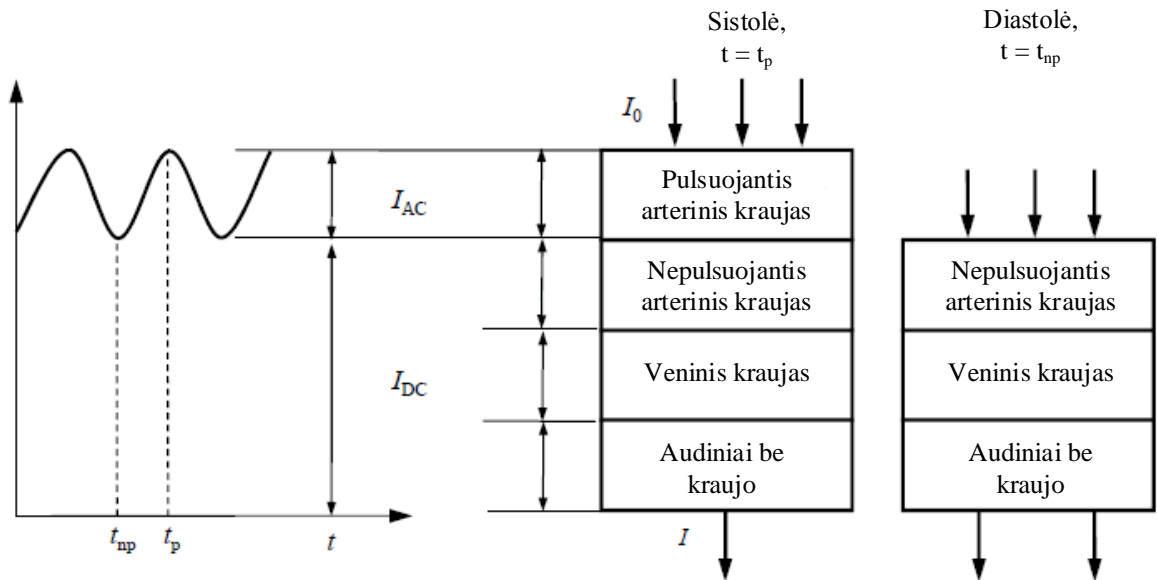 Sistolė,
t = tp
Diastolė,
t = tnp
I0
IAC
IDC
tnp
tp
t
Pulsuojantis
arterinis kraujas
Nepulsuojantis
arterinis kraujas
Veninis kraujas
Audiniai be
kraujo
I
Nepulsuojantis
arterinis kraujas
Veninis kraujas
Audiniai be
kraujo